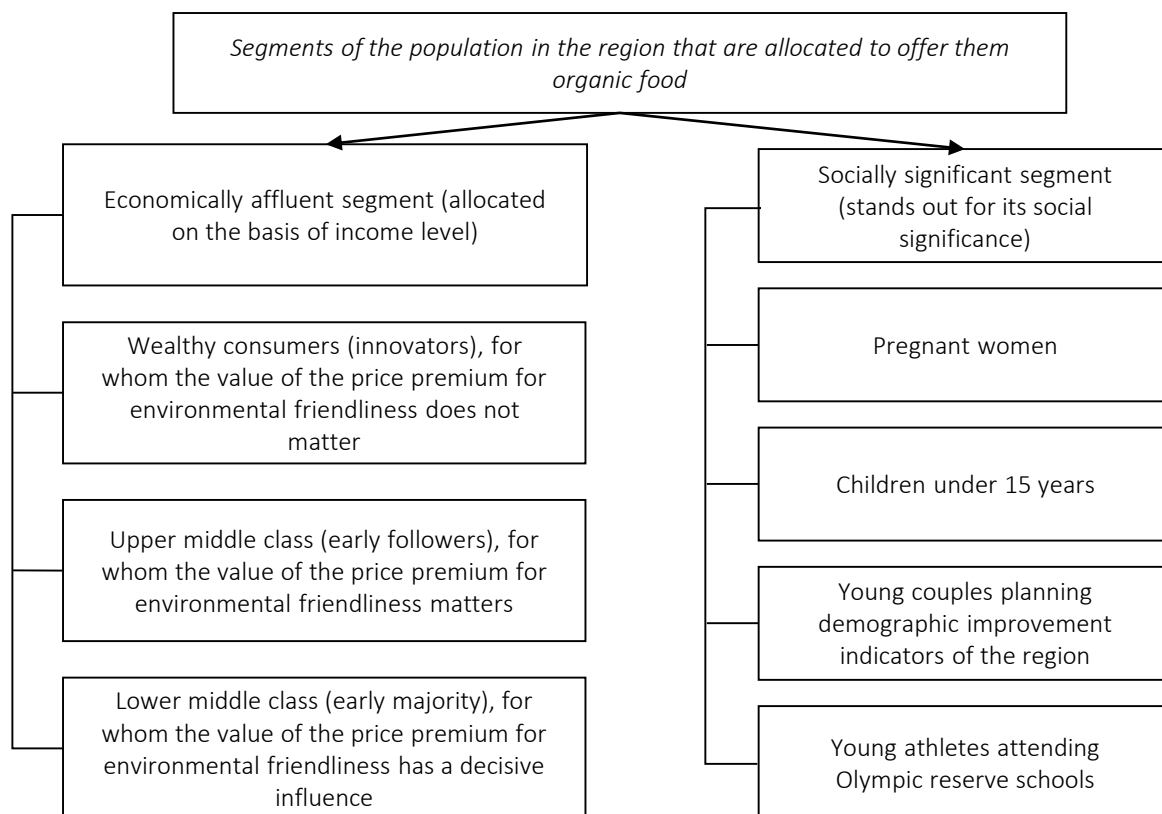 Segments of the population in the region that are allocated to offer them
organic food
Economically affluent segment (allocated
on the basis of income level)
Wealthy consumers (innovators), for
whom the value of the price premium for
environmental friendliness does not
matter
Upper middle class (early followers), for
whom the value of the price premium for
environmental friendliness matters
Lower middle class (early majority), for
whom the value of the price premium for
environmental friendliness has a decisive
influence
Socially significant segment
(stands out for its social
significance)
Pregnant women
Children under 15 years
Young couples planning
demographic improvement
indicators of the region
Young athletes attending
Olympic reserve schools